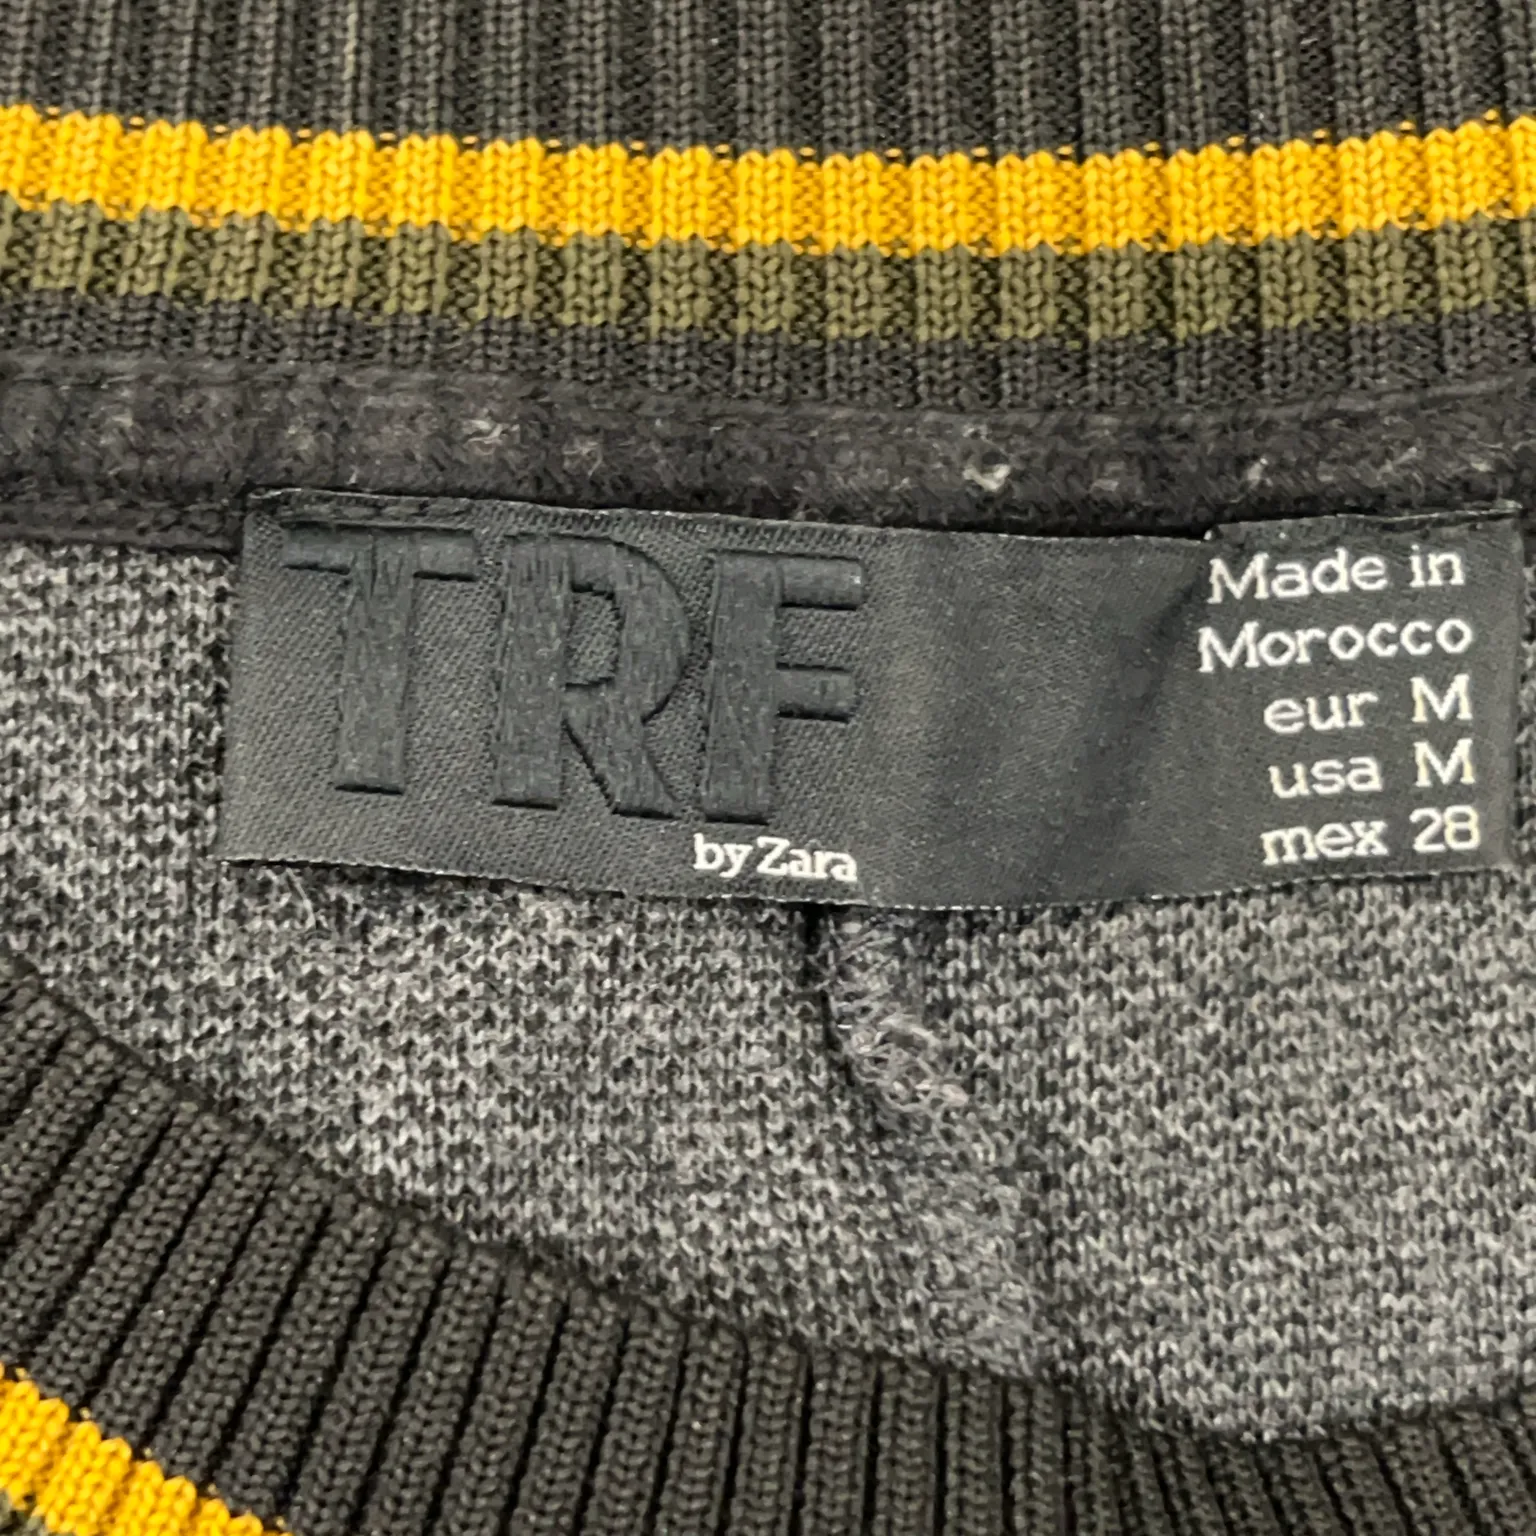 TRF
by Zara
Made in
Morocco
eur M
usa M
mex 28